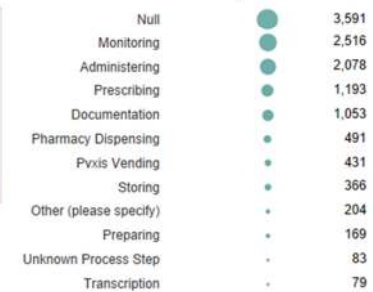 Null 3,591
Monitoring 2,516
Administering 2,078
Prescribing 1,193
Documentation 1,053
Pharmacy Dispensing 491
Pyxis Vending 431
Storing 366
Other (please specify) 204
Preparing 169
Unknown Process Step 83
Transcription 79